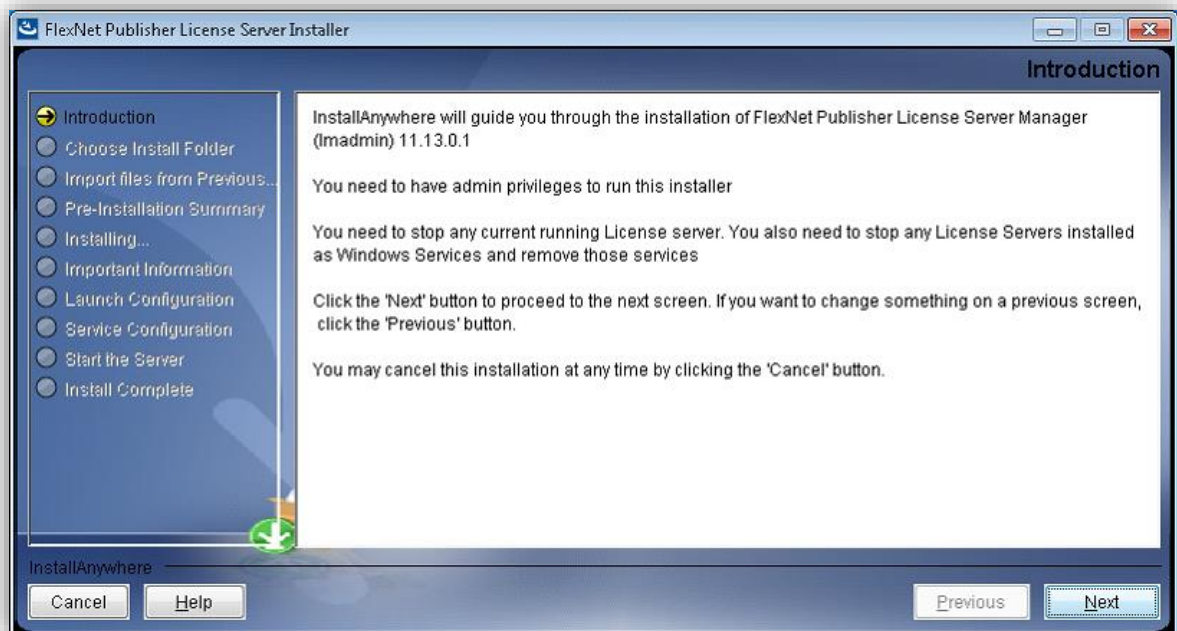 FlexNet Publisher License Server Installer
Introduction
Introduction
Choose Install Folder
Import files from Previous...
Pre-Installation Summary
Installing...
Important Information
Launch Configuration
Service Configuration
Start the Server
Install Complete
InstallAnywhere will guide you through the installation of FlexNet Publisher License Server Manager
(lmadmin) 11.13.0.1
You need to have admin privileges to run this installer
You need to stop any current running License server. You also need to stop any License Servers installed
as Windows Services and remove those services
Click the 'Next' button to proceed to the next screen. If you want to change something on a previous screen,
click the 'Previous' button.
You may cancel this installation at any time by clicking the 'Cancel' button.
InstallAnywhere
Cancel
Help
Previous
Next